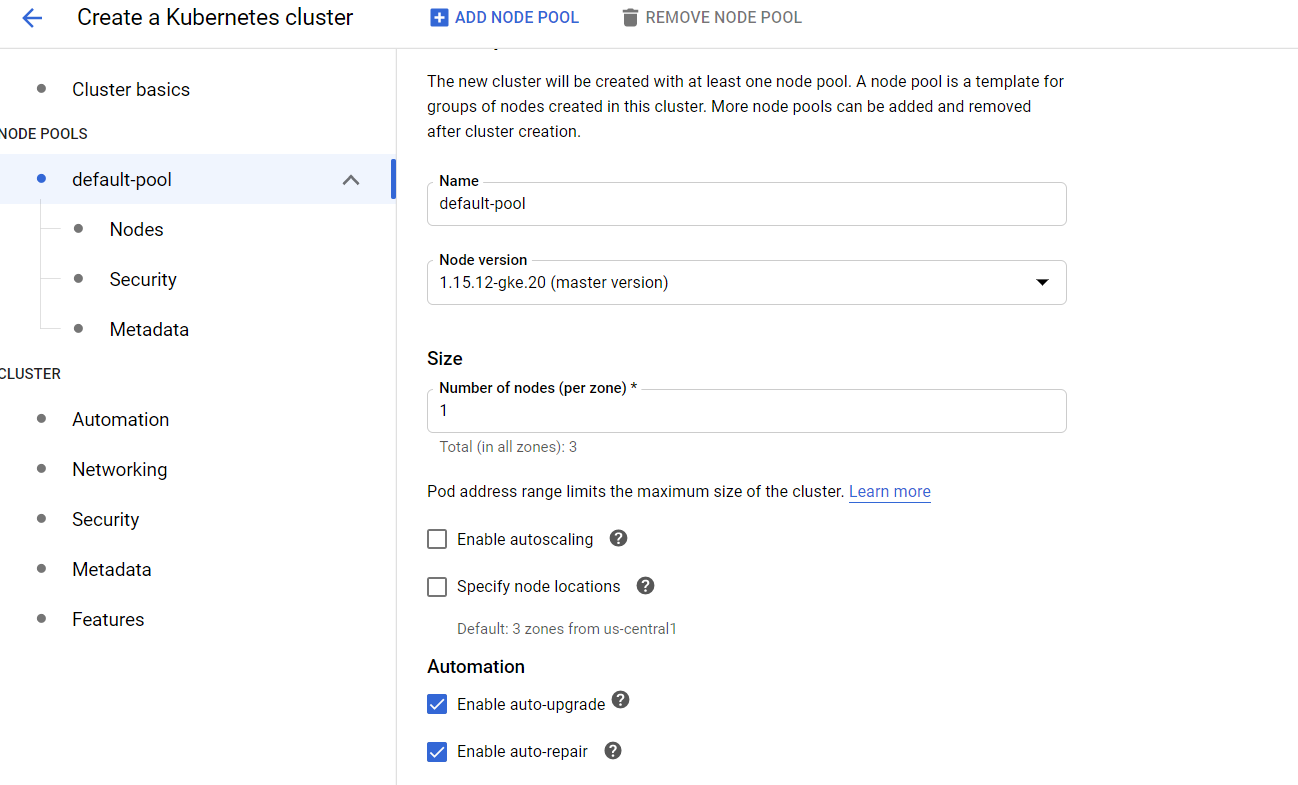 Create a Kubernetes cluster
ADD NODE POOL
REMOVE NODE POOL
Cluster basics
NODE POOLS
default-pool
Nodes
Security
Metadata
CLUSTER
Automation
Networking
Security
Metadata
Features
The new cluster will be created with at least one node pool. A node pool is a template for
groups of nodes created in this cluster. More node pools can be added and removed
after cluster creation.
Name
default-pool
Node version
1.15.12-gke.20 (master version)
Size
Number of nodes (per zone) *
1
Total (in all zones): 3
Pod address range limits the maximum size of the cluster. Learn more
Enable autoscaling
Specify node locations
Default: 3 zones from us-central1
Automation
Enable auto-upgrade
Enable auto-repair